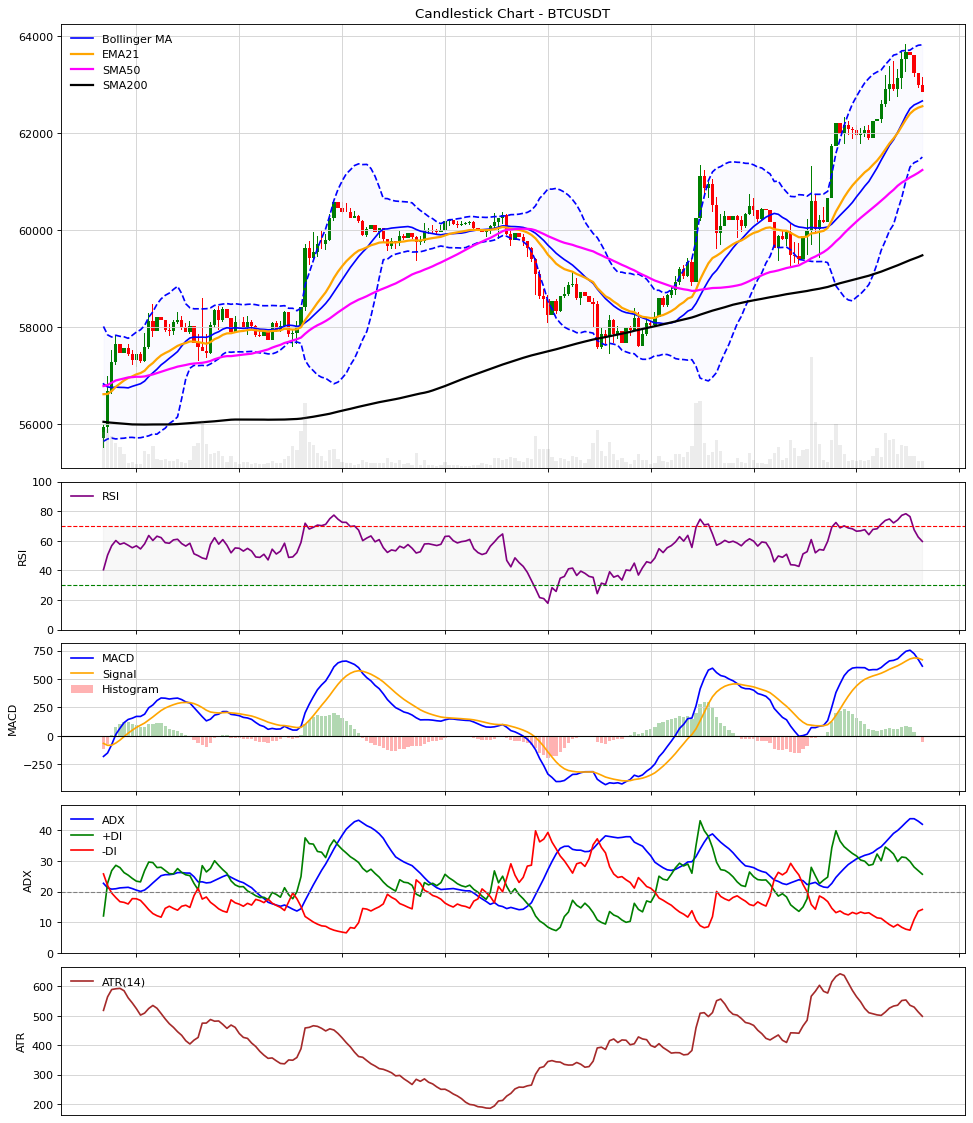 Candlestick Chart - BTCUSDT
64000
62000
60000
58000
56000
Bollinger MA
EMA21
SMA50
SMA200
100
80
60
40
20
0
RSI
RSI
750
500
250
0
−250
MACD
MACD
Signal
Histogram
40
30
20
10
0
ADX
ADX
+DI
-DI
600
500
400
300
200
ATR
ATR(14)